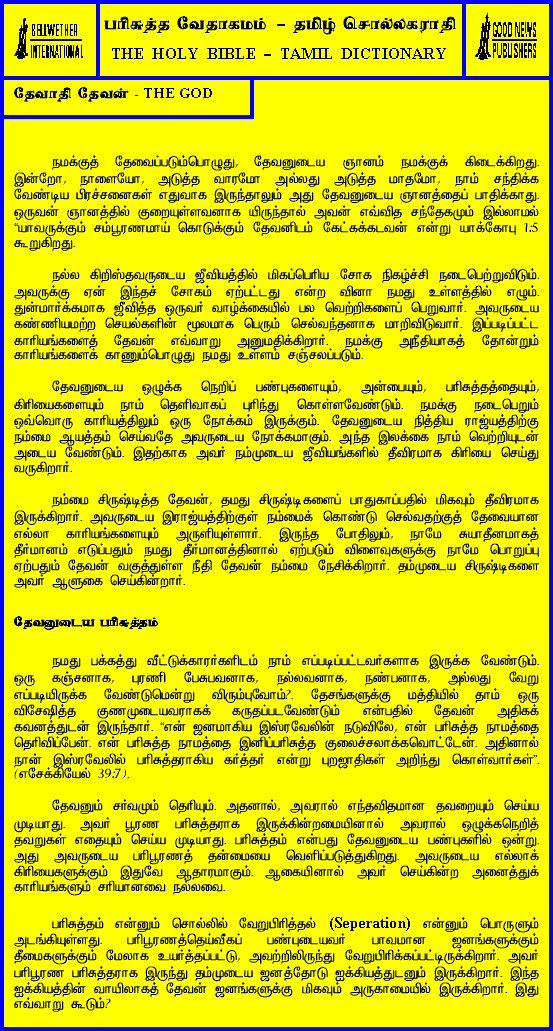 BELLWETHER
INTERNATIONAL
பரிசுத்த வேதாகமம் – தமிழ் சொல்லகராதி
THE HOLY BIBLE – TAMIL DICTIONARY
GOOD NEWS
PUBLISHERS
தேவாதி தேவன் - THE GOD
நமக்குத் தேவைப்படும்பொழுது, தேவனுடைய ஞானம் நமக்குக் கிடைக்கிறது.
இன்றோ, நாளையோ, அடுத்த வாரமோ அல்லது அடுத்த மாதமோ, நாம் சந்திக்க
வேண்டிய பிரச்சனைகள் எதுவாக இருந்தாலும் அது தேவனுடைய ஞானத்தைப் பாதிக்காது.
ஒருவன் ஞானத்தில் குறையுள்ளவனாக யிருந்தால் அவன் எவ்வித சந்தேகமும் இல்லாமல்
“யாவருக்கும் சம்பூரணமாய் கொடுக்கும் தேவனிடம் கேட்கக்கடவன் என்று யாக்கோபு 1:5
கூறுகிறது.
நல்ல கிறிஸ்தவருடைய ஜீவியத்தில் மிகப்பெரிய சோக நிகழ்ச்சி நடைபெற்றுவிடும்.
அவருக்கு ஏன் இந்தச் சோகம் ஏற்பட்டது என்ற வினா நமது உள்ளத்தில் எழும்.
துன்மார்க்கமாக ஜீவித்த ஒருவர் வாழ்க்கையில் பல வெற்றிகளைப் பெறுவார். அவருடைய
கண்ணியமற்ற செயல்களின் மூலமாக பெரும் செல்வந்தனாக மாறிவிடுவார். இப்படிப்பட்ட
காரியங்களைத் தேவன் எவ்வாறு அனுமதிக்கிறார். நமக்கு அநீதியாகத் தோன்றும்
காரியங்களைக் காணும்பொழுது நமது உள்ளம் சஞ்சலப்படும்.
தேவனுடைய ஒழுக்க நெறிப் பண்புகளையும், அன்பையும், பரிசுத்தத்தையும்,
கிரியைகளையும் நாம் தெளிவாகப் புரிந்து கொள்ளவேண்டும். நமக்கு நடைபெறும்
ஒவ்வொரு காரியத்திலும் ஒரு நோக்கம் இருக்கும். தேவனுடைய நித்திய ராஜ்யத்திற்கு
நம்மை ஆயத்தம் செய்வதே அவருடைய நோக்கமாகும். அந்த இலக்கை நாம் வெற்றியுடன்
அடைய வேண்டும். இதற்காக அவர் நம்முடைய ஜீவியங்களில் தீவிரமாக கிரியை செய்து
வருகிறார்.
நம்மை சிருஷ்டித்த தேவன், தமது சிருஷ்டிகளைப் பாதுகாப்பதில் மிகவும் தீவிரமாக
இருக்கிறார். அவருடைய இராஜ்யத்திற்குள் நம்மைக் கொண்டு செல்வதற்குத் தேவையான
எல்லா காரியங்களையும் அருளியுள்ளார். இருந்த போதிலும், நாமே சுயாதீனமாகத்
தீர்மானம் எடுப்பதும் நமது தீர்மானத்தினால் ஏற்படும் விளைவுகளுக்கு நாமே பொறுப்பு
ஏற்பதும் தேவன் வகுத்துள்ள நீதி தேவன் நம்மை நேசிக்கிறார். தம்முடைய சிருஷ்டிகளை
அவர் ஆளுகை செய்கின்றார்.
தேவனுடைய பரிசுத்தம்
நமது பக்கத்து வீட்டுக்காரர்களிடம் நாம் எப்படிப்பட்டவர்களாக இருக்க வேண்டும்.
ஒரு கஞ்சனாக, புரணி பேசுபவனாக, நல்லவனாக, நண்பனாக, அல்லது வேறு
எப்படியிருக்க வேண்டுமென்று விரும்புவோம்?. தேசங்களுக்கு மத்தியில் தாம் ஒரு
விசேஷித்த குணமுடையவராகக் கருதப்படவேண்டும் என்பதில் தேவன் அதிகக்
கவனத்துடன் இருந்தார். “என் ஜனமாகிய இஸ்ரவேலின் நடுவிலே, என் பரிசுத்த நாமத்தை
தெரிவிப்பேன். என் பரிசுத்த நாமத்தை இனிப்பரிசுத்த குலைச்சலாக்கவொட்டேன். அதினால்
நான் இஸ்ரவேலில் பரிசுத்தராகிய கர்த்தர் என்று புறஜாதிகள் அறிந்து கொள்வார்கள்”.
(எசேக்கியேல் 39:7).
தேவனும் சர்வமும் தெரியும். அதனால், அவரால் எந்தவிதமான தவறையும் செய்ய
முடியாது. அவர் பூரண பரிசுத்தராக இருக்கின்றமையினால் அவரால் ஒழுக்கநெறித்
தவறுகள் எதையும் செய்ய முடியாது. பரிசுத்தம் என்பது தேவனுடைய பண்புகளில் ஒன்று.
அது அவருடைய பரிபூரணத் தன்மையை வெளிப்படுத்துகிறது. அவருடைய எல்லாக்
கிரியைகளுக்கும் இதுவே ஆதாரமாகும். ஆகையினால் அவர் செய்கின்ற அனைத்துக்
காரியங்களும் சரியானவை நல்லவை.
பரிசுத்தம் என்னும் சொல்லில் வேறுபிரித்தல் (Seperation) என்னும் பொருளும்
அடங்கியுள்ளது. பரிபூரணத்தெய்வீகப் பண்புடையவர் பாவமான ஜனங்களுக்கும்
தீமைகளுக்கும் மேலாக உயர்த்தப்பட்டு, அவற்றிலிருந்து வேறுபிரிக்கப்பட்டிருக்கிறார். அவர்
பரிபூரண பரிசுத்தராக இருந்து தம்முடைய ஜனத்தோடு ஐக்கியத்துடனும் இருக்கிறார். இந்த
ஐக்கியத்தின் வாயிலாகத் தேவன் ஜனங்களுக்கு மிகவும் அருகாமையில் இருக்கிறார். இது
எவ்வாறு கூடும்?